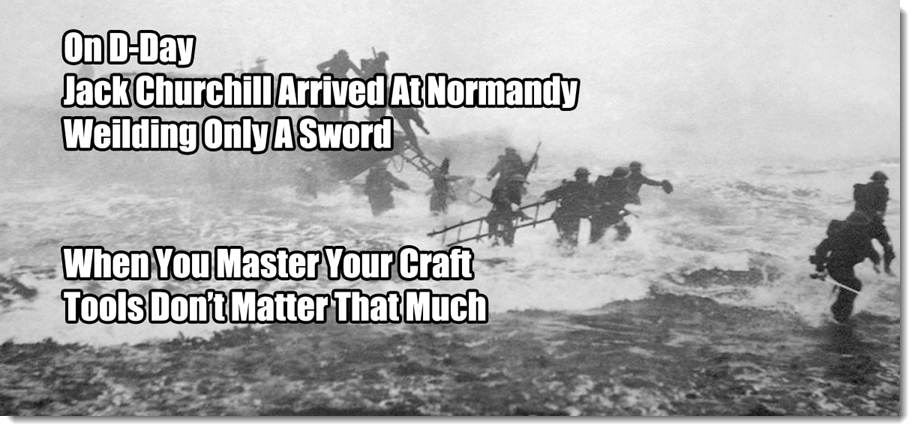 On D-Day
Jack Churchill Arrived At Normandy
Weilding Only A Sword
When You Master Your Craft
Tools Don't Matter That Much